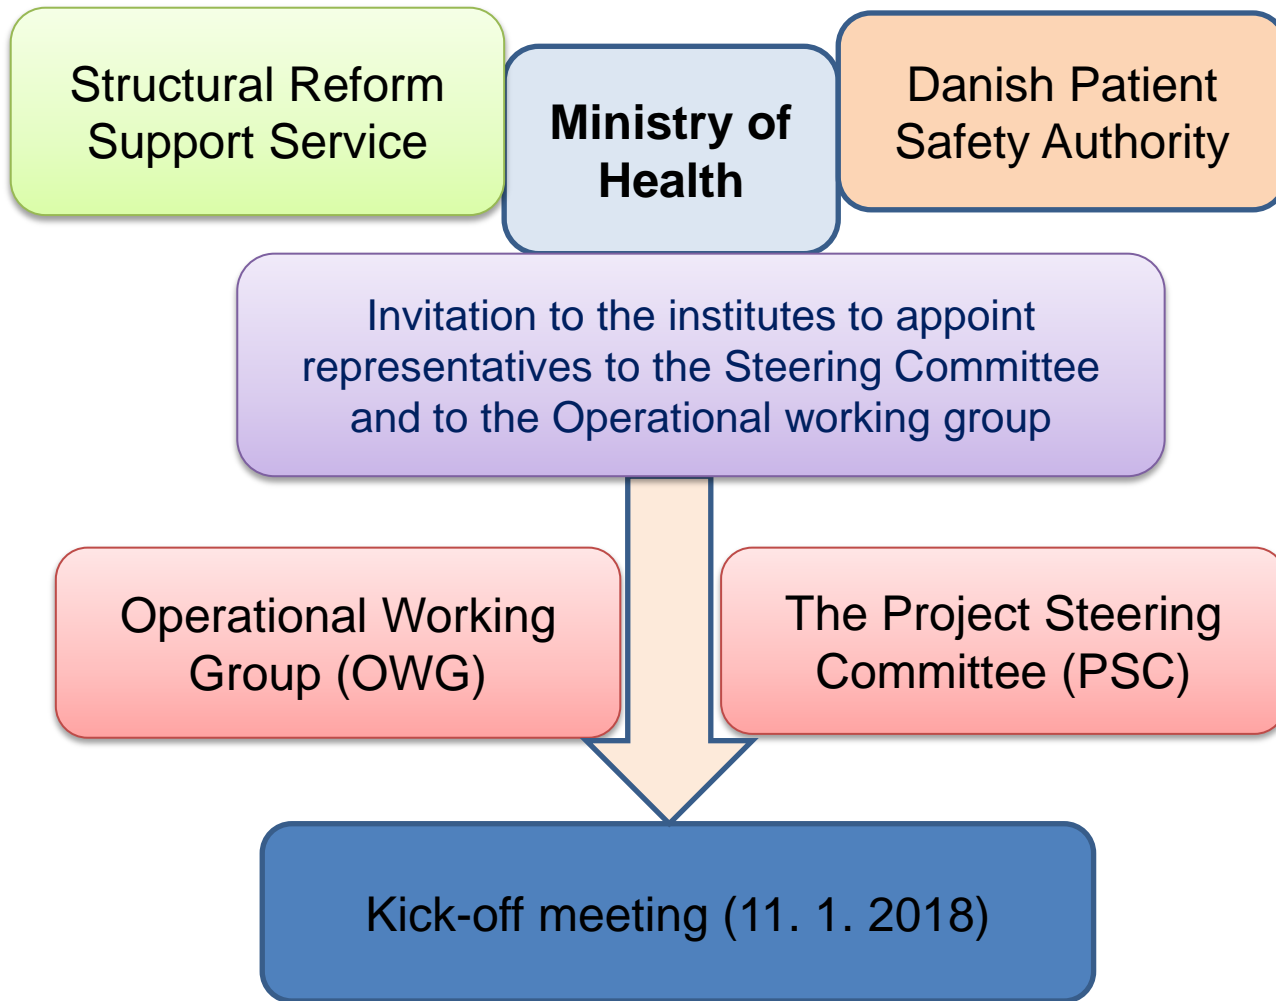 Structural Reform
Support Service
Ministry of
Health
Danish Patient
Safety Authority
Invitation to the institutes to appoint
representatives to the Steering Committee
and to the Operational working group
Operational Working
Group (OWG)
The Project Steering
Committee (PSC)
Kick-off meeting (11. 1. 2018)